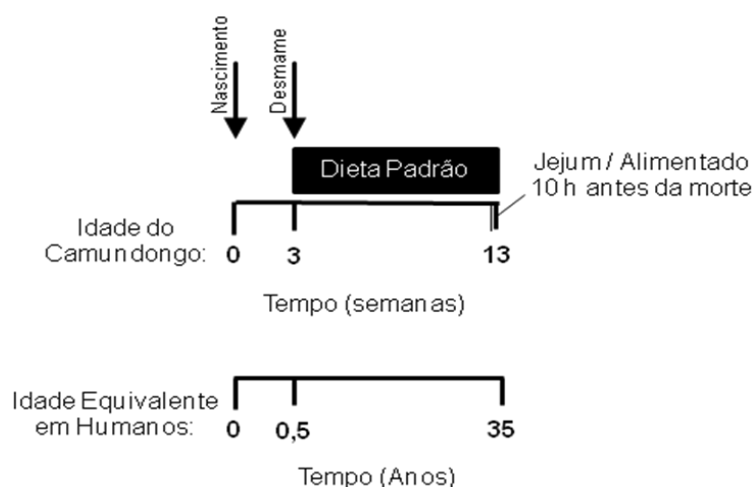 Nascimento
Desmame
Dieta Padrão
Jejum / Alimentado
10 h antes da morte
Idade do
Camundongo:
0
3
13
Tempo (semanas)
Idade Equivalente
em Humanos:
0
0,5
35
Tempo (Anos)